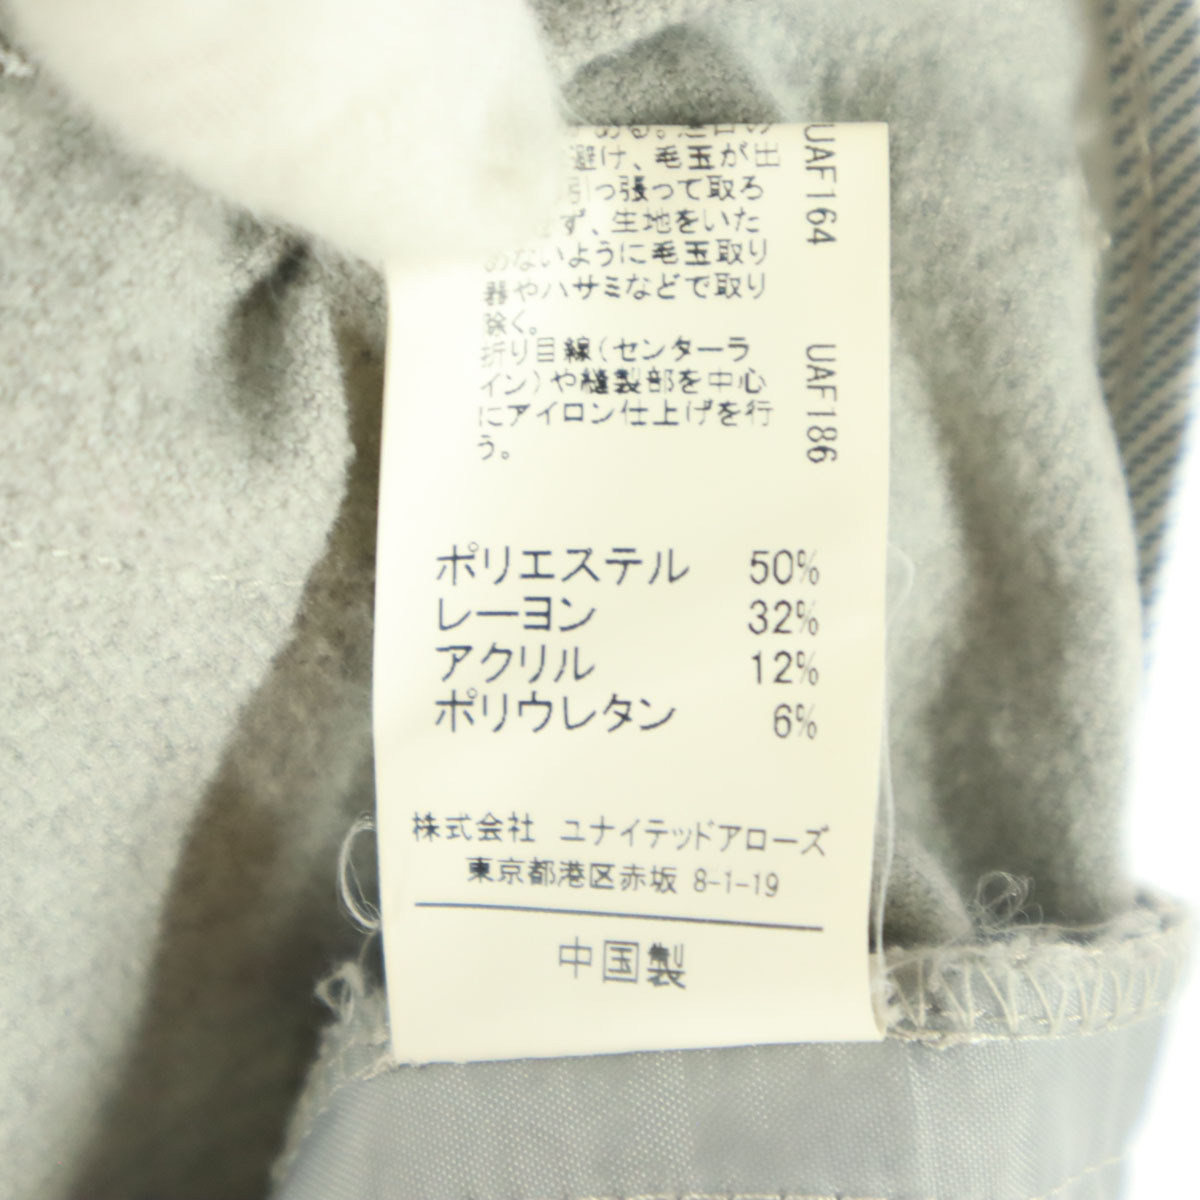 避け、毛玉が出
引っ張って取ろ
せず、生地をいた
めないように毛玉取り
器やハサミなどで取り
除く。
折り目線(センターラ
イン)や縫製部を中心
にアイロン仕上げを行
う。
UAF164
UAF186
ポリエステル 50%
レーヨン 32%
アクリル 12%
ポリウレタン 6%
株式会社 ユナイテッドアローズ
東京都港区赤坂 8-1-19
中国製